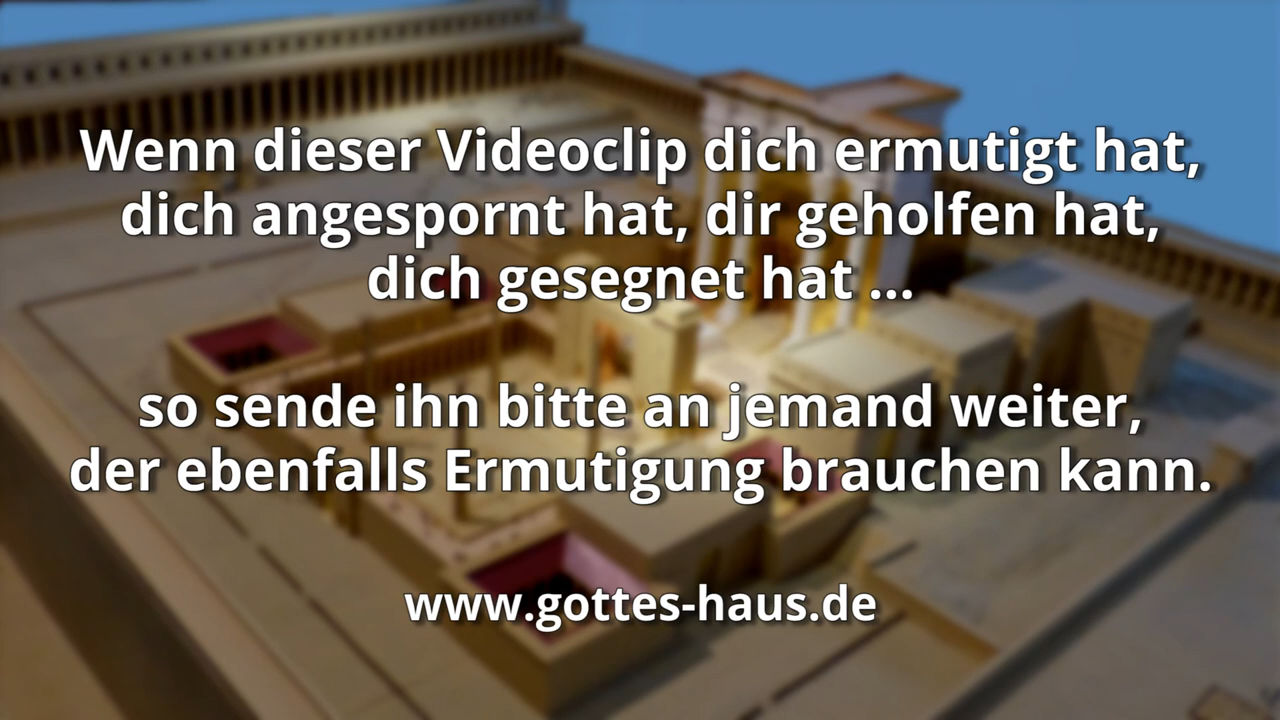 Wenn dieser Videoclip dich ermutigt hat,
dich angespornt hat, dir geholfen hat,
dich gesegnet hat ...
so sende ihn bitte an jemand weiter,
der ebenfalls Ermutigung brauchen kann.
www.gottes-haus.de